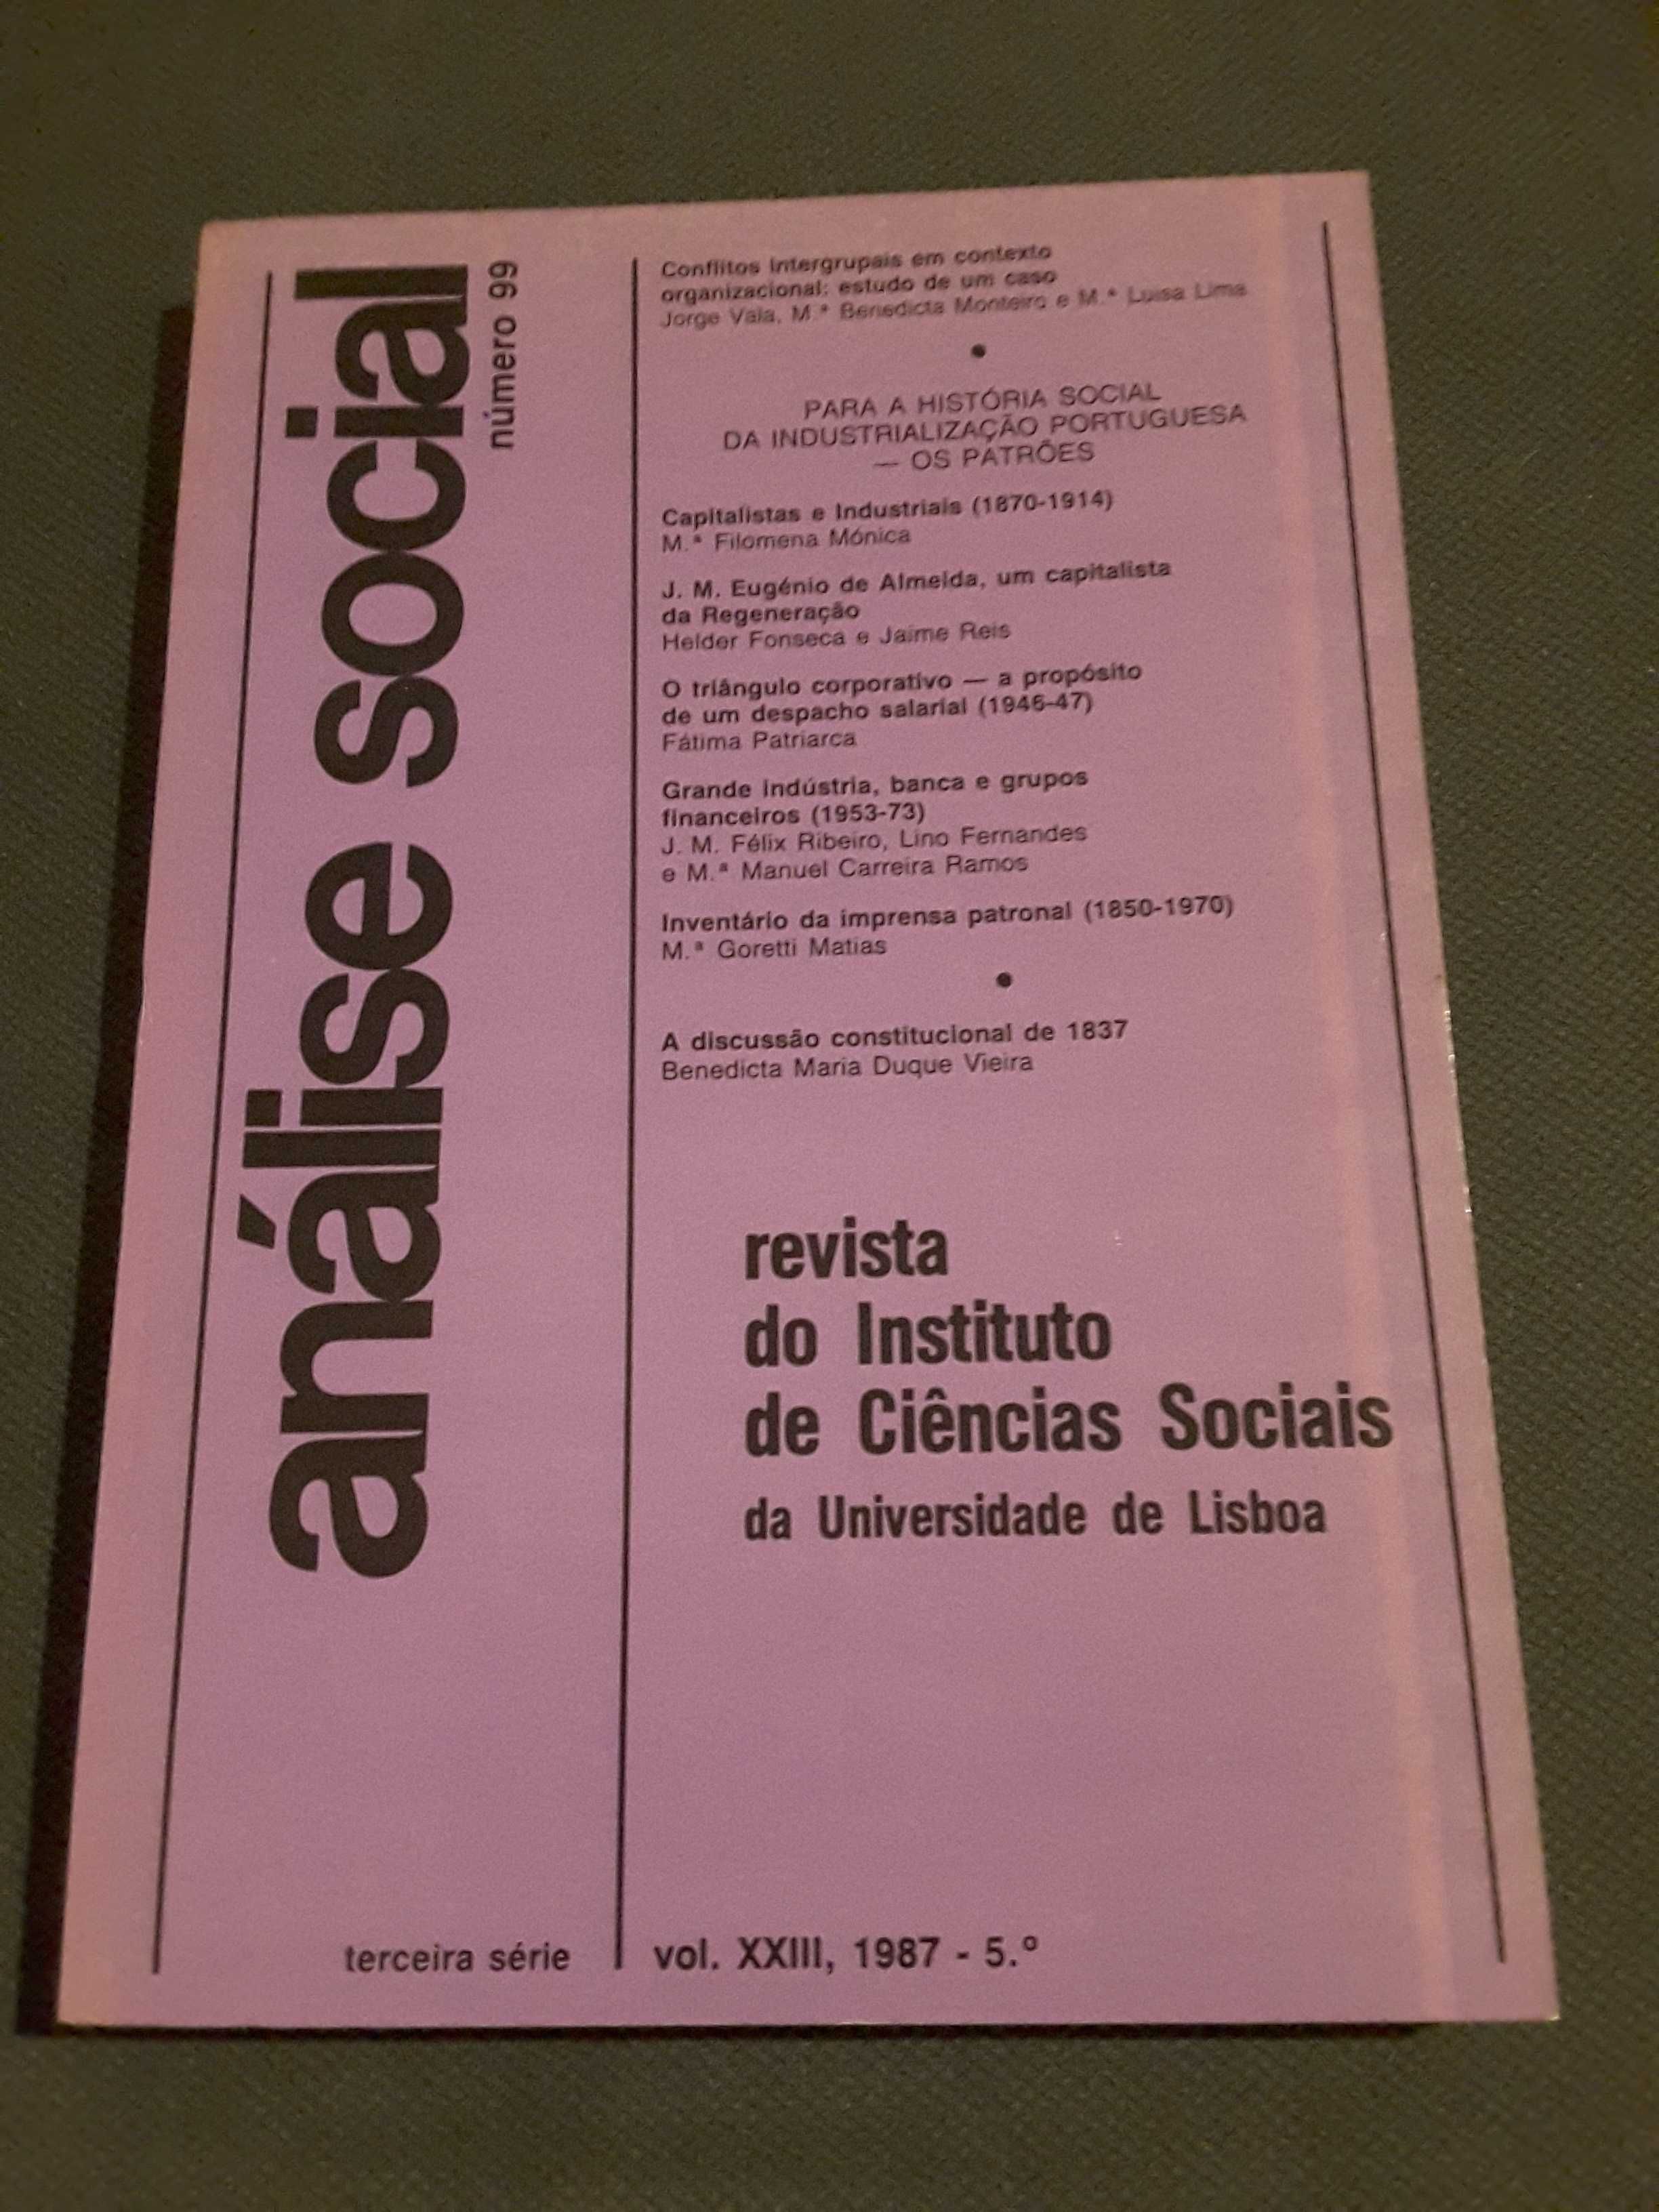 análise social
número 99
Conflitos intergrupais em contexto
organizacional: estudo de um caso
Jorge Vala, M.ª Benedicta Monteiro e M.ª Luísa Lima
PARA A HISTÓRIA SOCIAL
DA INDUSTRIALIZAÇÃO PORTUGUESA
— OS PATRÕES
Capitalistas e Industriais (1870-1914)
M.ª Filomena Mónica
J. M. Eugénio de Almeida, um capitalista
da Regeneração
Helder Fonseca e Jaime Reis
O triângulo corporativo — a propósito
de um despacho salarial (1946-47)
Fátima Patriarca
Grande indústria, banca e grupos
financeiros (1953-73)
J. M. Félix Ribeiro, Lino Fernandes
e M.ª Manuel Carreira Ramos
Inventário da imprensa patronal (1850-1970)
M.ª Goretti Matias
A discussão constitucional de 1837
Benedicta Maria Duque Vieira
revista
do Instituto
de Ciências Sociais
da Universidade de Lisboa
terceira série
vol. XXIII, 1987 - 5.º